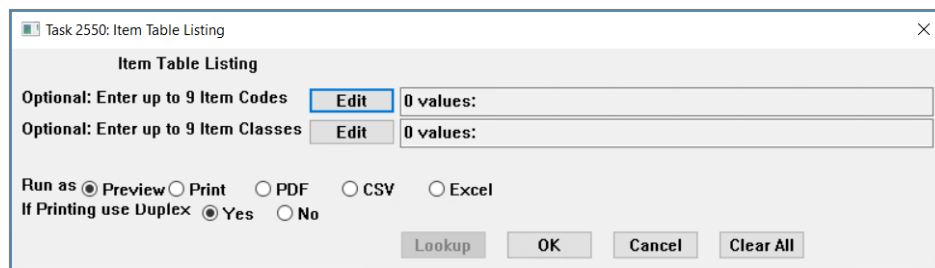 Task 2550: Item Table Listing
Item Table Listing
Optional: Enter up to 9 Item Codes Edit 0 values:
Optional: Enter up to 9 Item Classes Edit 0 values:
Run as Preview Print PDF CSV Excel
If Printing use Duplex Yes No
Lookup OK Cancel Clear All